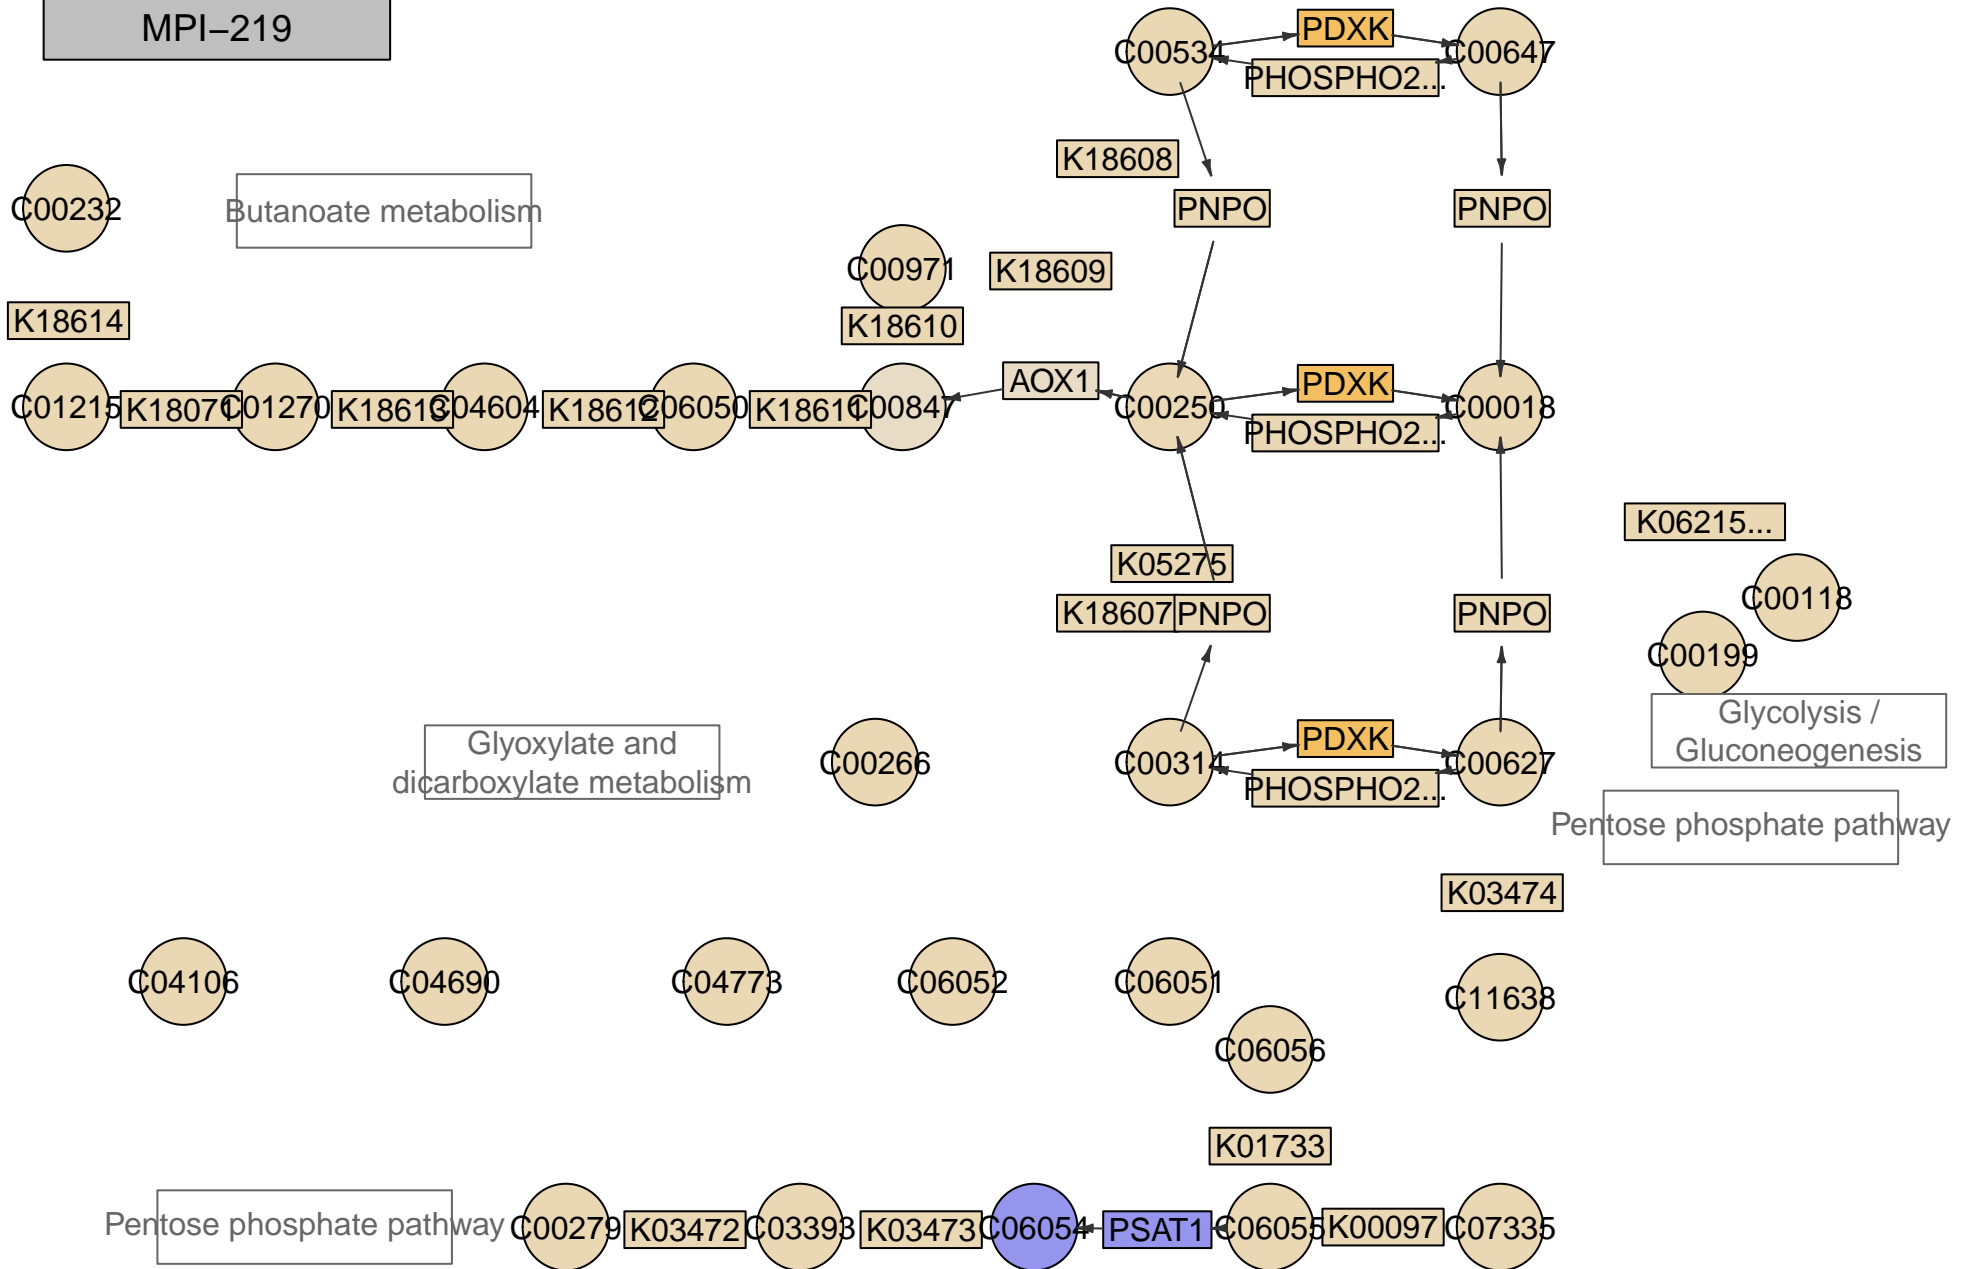 MPI−219
C00534
PDXK
C00647
PHOSPHO2...
K18608
C00232
Butanoate metabolism
PNPO
PNPO
C00971
K18609
K18614
K18610
C01215
K18071
C01270
K18613
C04604
K18612
C06050
K18611
C00847
AOX1
C00250
PDXK
PHOSPHO2...
C00018
K06215...
K05275
K18607
PNPO
PNPO
C00118
C00199
Glyoxylate and
dicarboxylate metabolism
C00266
C00314
PDXK
PHOSPHO2...
C00627
Glycolysis /
Gluconeogenesis
Pentose phosphate pathway
K03474
C04106
C04690
C04773
C06052
C06051
C11638
C06056
K01733
Pentose phosphate pathway
C00279
K03472
C03393
K03473
C06054
PSAT1
C06055
K00097
C07335